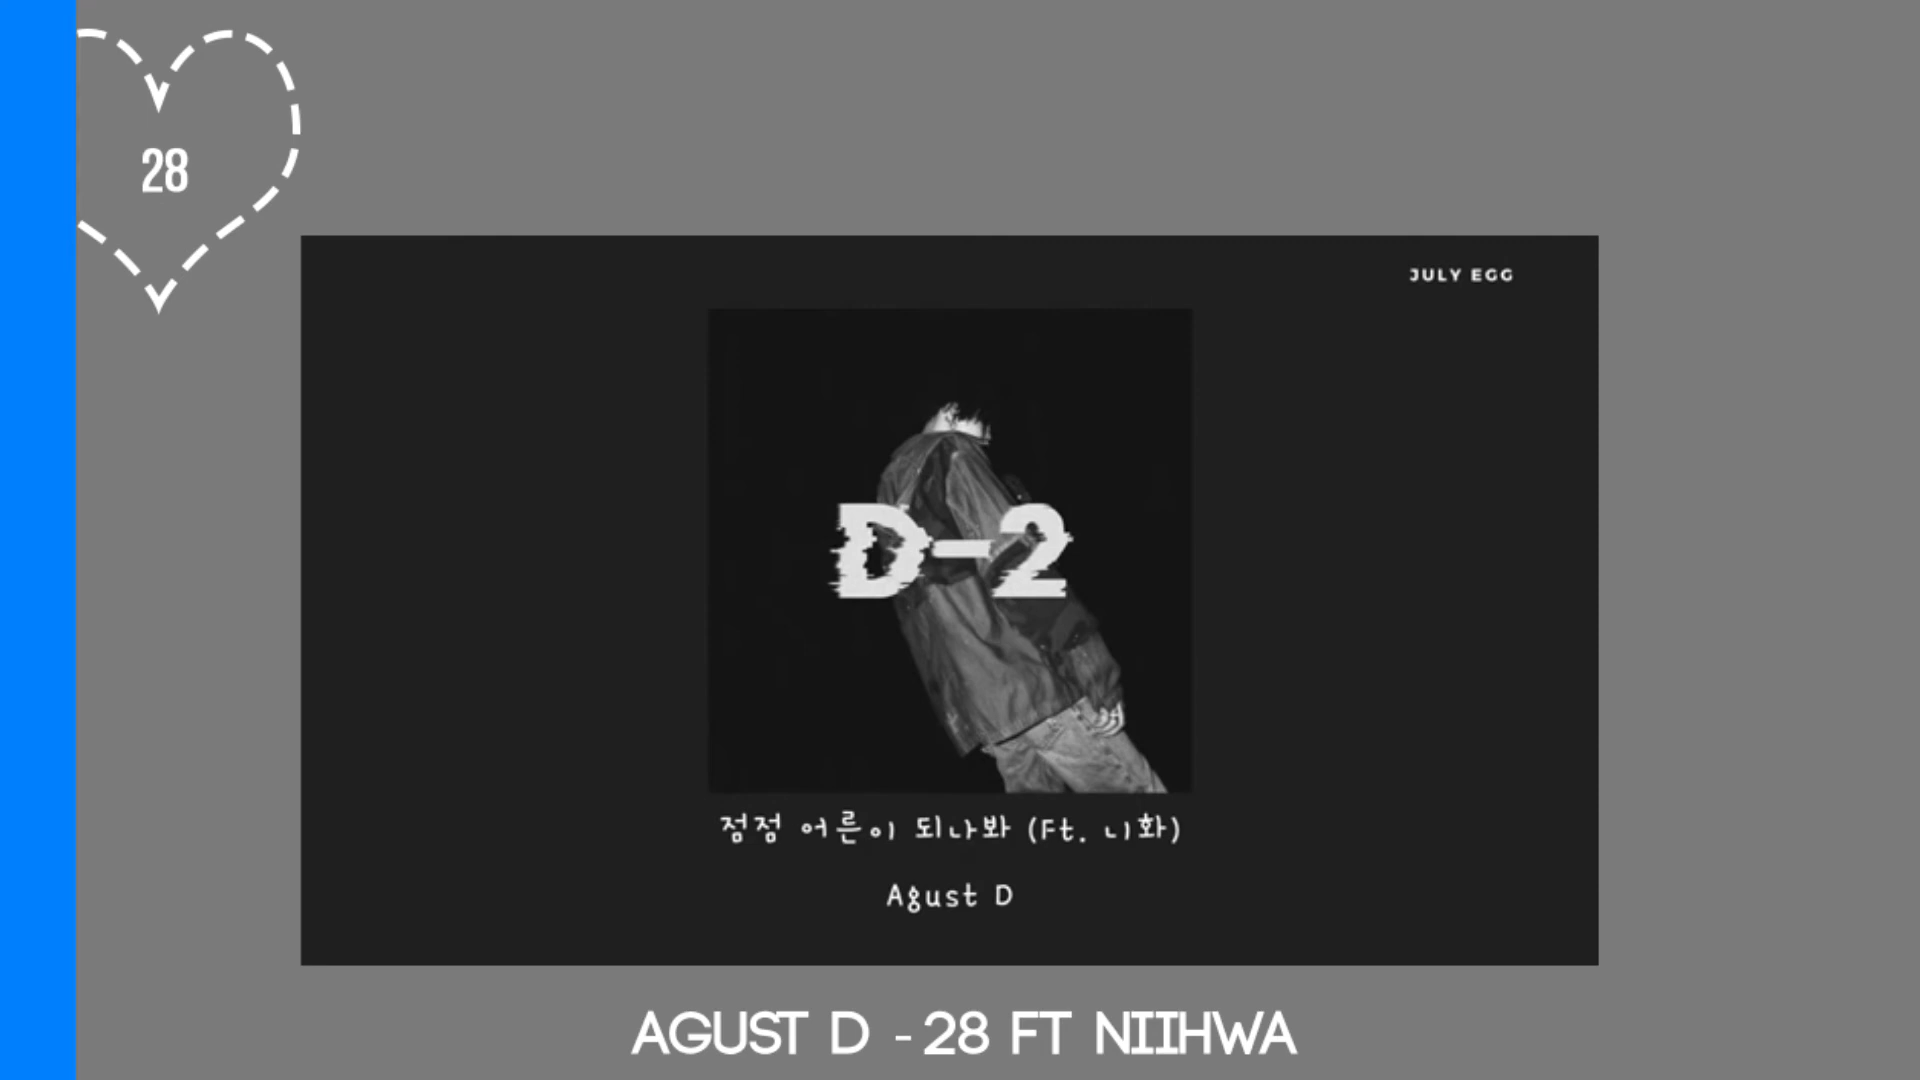 28
JULY EGG
D-2
점점 어른이 되나봐 (Ft. 니화)
Agust D
AGUST D - 28 FT NIIHWA